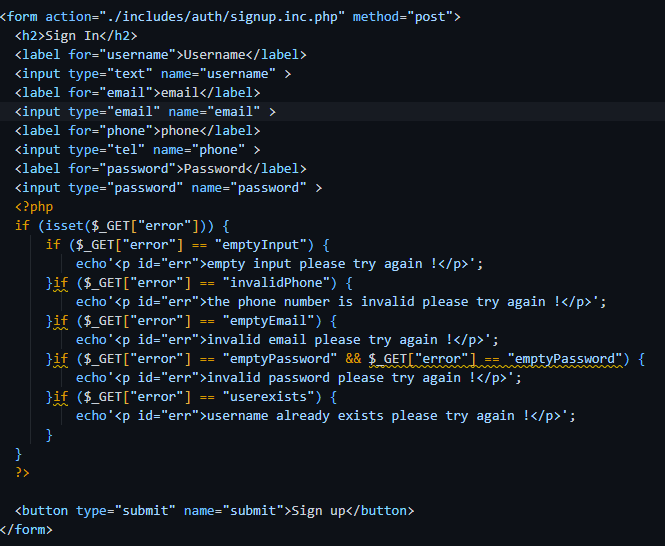 <form action="./includes/auth/signup.inc.php" method="post">
<h2>Sign In</h2>
<label for="username">Username</label>
<input type="text" name="username" >
<label for="email">email</label>
<input type="email" name="email" >
<label for="phone">phone</label>
<input type="tel" name="phone" >
<label for="password">Password</label>
<input type="password" name="password" >
<?php
if (isset($_GET["error"])) {
if ($_GET["error"] == "emptyInput") {
echo'<p id="err">empty input please try again !</p>';
}if ($_GET["error"] == "invalidPhone") {
echo'<p id="err">the phone number is invalid please try again !</p>';
}if ($_GET["error"] == "emptyEmail") {
echo'<p id="err">invalid email please try again !</p>';
}if ($_GET["error"] == "emptyPassword" && $_GET["error"] == "emptyPassword") {
echo'<p id="err">invalid password please try again !</p>';
}if ($_GET["error"] == "userexists") {
echo'<p id="err">username already exists please try again !</p>';
}
}
?>
<button type="submit" name="submit">Sign up</button>
</form>